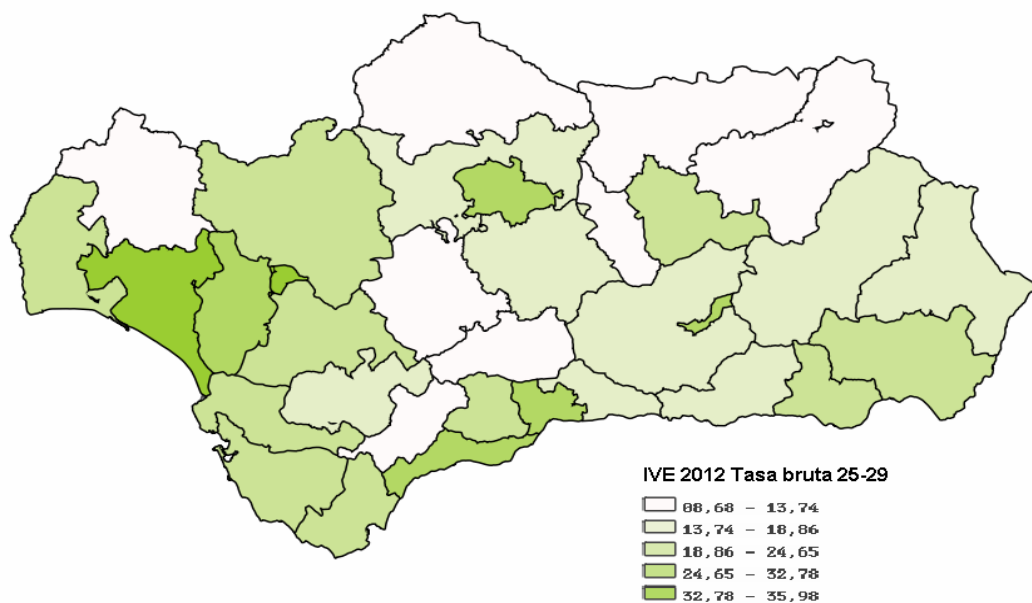 IVE 2012 Tasa bruta 25-29
08,68 - 13,74
13,74 - 18,86
18,86 - 24,65
24,65 - 32,78
32,78 - 35,98